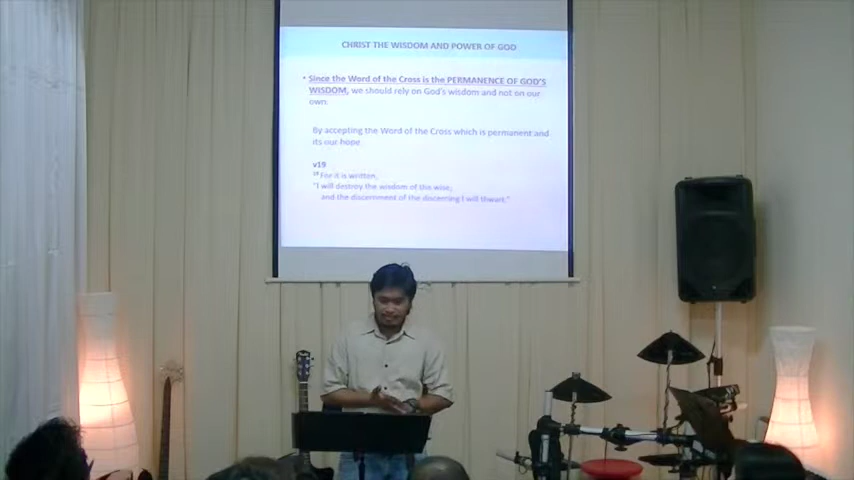 CHRIST THE WISDOM AND POWER OF GOD
• Since the Word of the Cross is the PERMANENCE OF GOD'S
WISDOM, we should rely on God's wisdom and not on our
own:
By accepting the Word of the Cross which is permanent and
its our hope.
v19
19 For it is written,
"I will destroy the wisdom of the wise;
and the discernment of the discerning I will thwart."